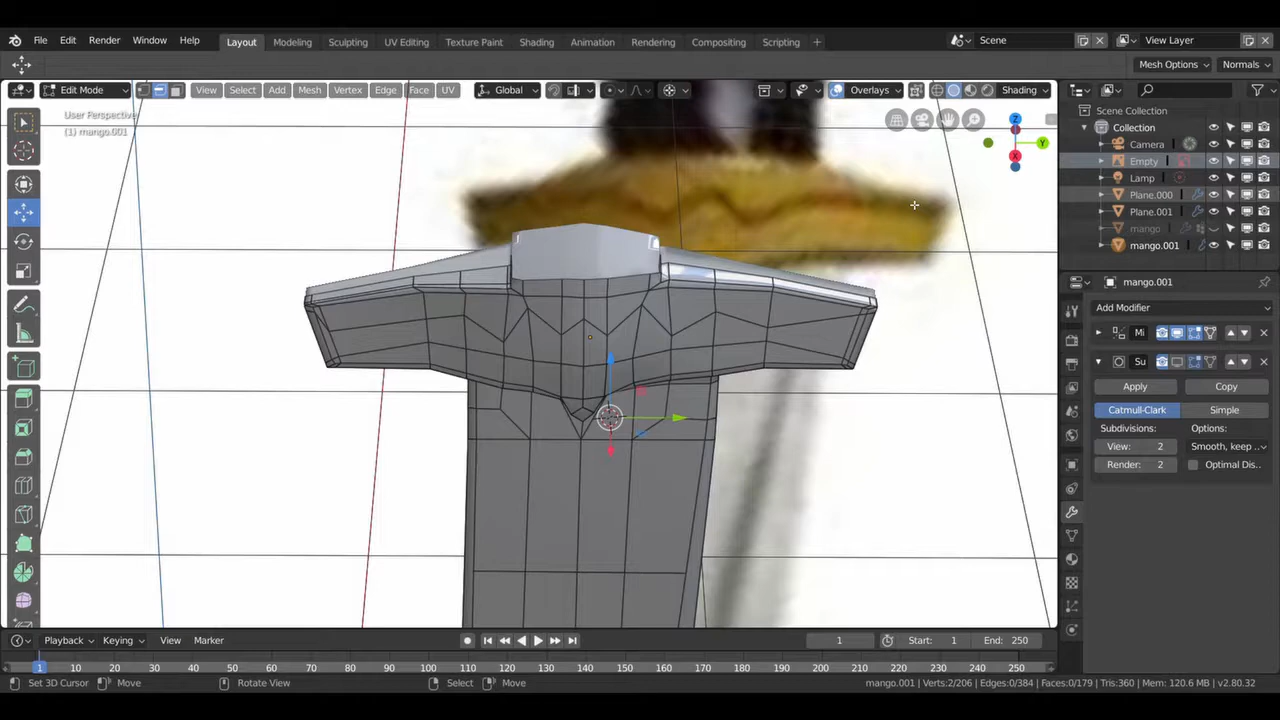 File Edit Render Window Help Layout Modeling Sculpting UV Editing Texture Paint Shading Animation Rendering Compositing Scripting + Scene View Layer
Mesh Options Normals
Edit Mode View Select Add Mesh Vertex Edge Face UV Global Overlays Shading
User Perspective
(1) mango.001
Z
Y
X
Scene Collection
Collection
Camera
Empty
Lamp
Plane.000
Plane.001
mango
mango.001
mango.001
Add Modifier
Mi
Su
Apply Copy
Catmull-Clark Simple
Subdivisions: Options:
View: 2 Smooth, keep ..
Render: 2 Optimal Dis..
Playback Keying View Marker 1 Start: 1 End: 250
1 10 20 30 40 50 60 70 80 90 100 110 120 130 140 150 160 170 180 190 200 210 220 230 240 250
Set 3D Cursor Move Rotate View Select Move mango.001 | Verts:2/206 | Edges:0/384 | Faces:0/179 | Tris:360 | Mem: 120.6 MB | v2.80.32